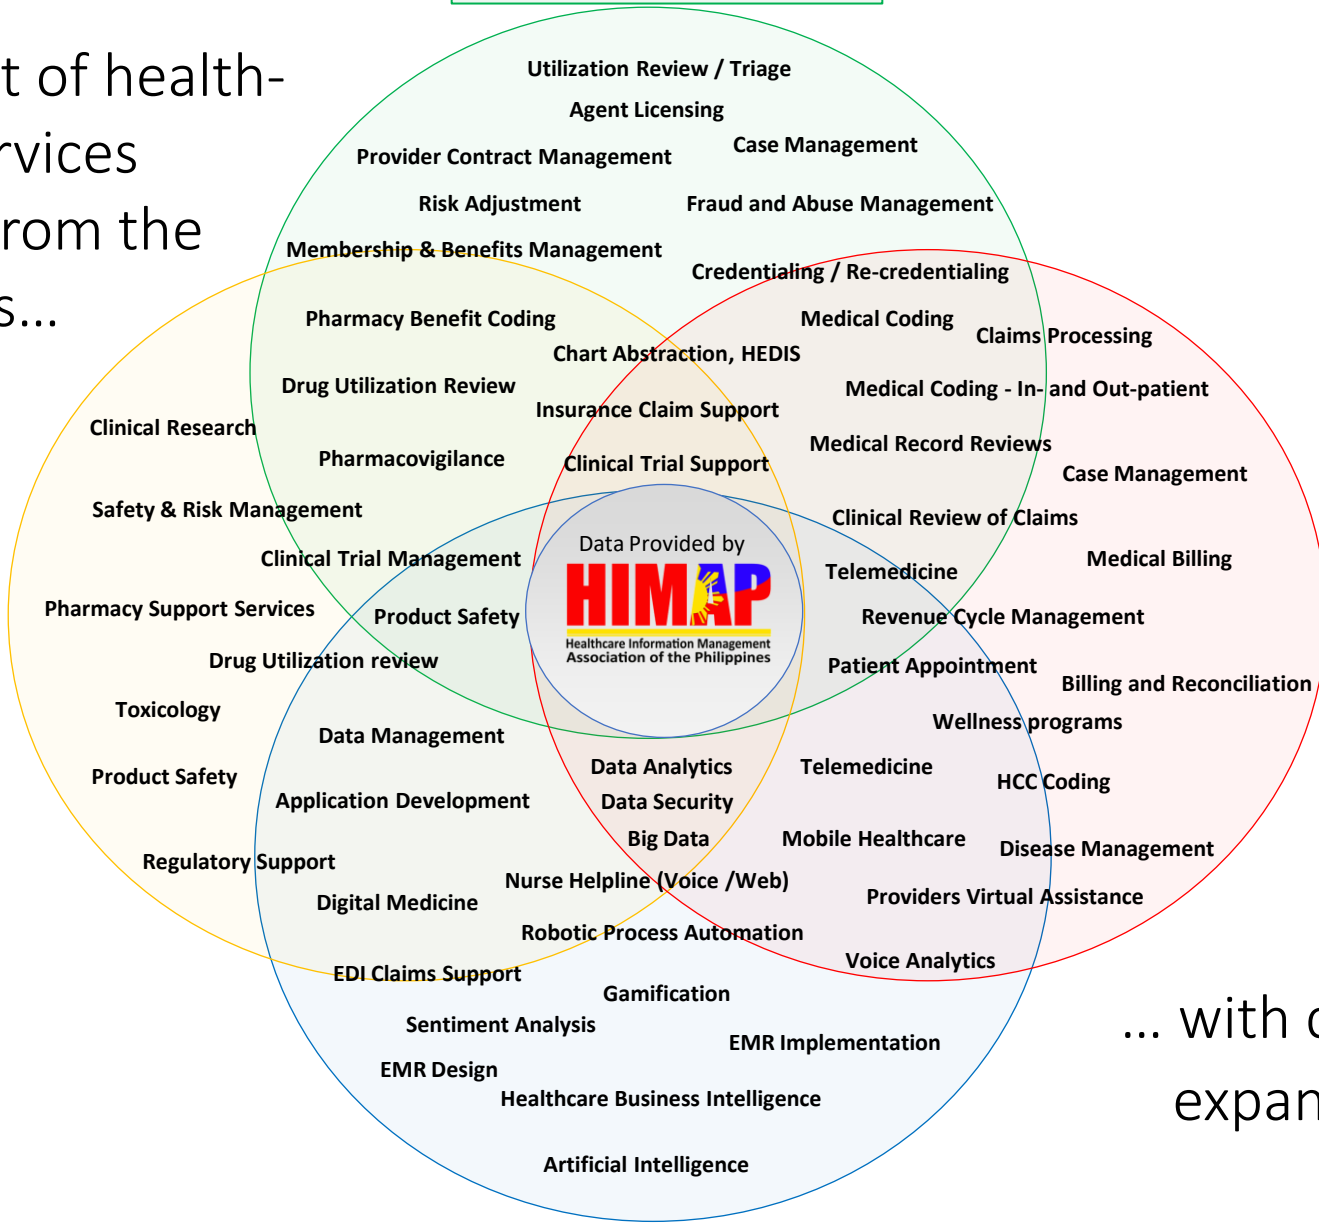 t of health-
rvices
rom the
s...
Utilization Review / Triage
Agent Licensing
Case Management
Provider Contract Management
Risk Adjustment
Fraud and Abuse Management
Membership & Benefits Management
Credentialing / Re-credentialing
Pharmacy Benefit Coding
Medical Coding
Claims Processing
Chart Abstraction, HEDIS
Drug Utilization Review
Medical Coding - In- and Out-patient
Insurance Claim Support
Clinical Research
Medical Record Reviews
Pharmacovigilance
Clinical Trial Support
Case Management
Safety & Risk Management
Clinical Review of Claims
Data Provided by
HIMAP
Healthcare Information Management
Association of the Philippines
Clinical Trial Management
Medical Billing
Telemedicine
Pharmacy Support Services
Product Safety
Revenue Cycle Management
Drug Utilization review
Patient Appointment
Billing and Reconciliation
Toxicology
Wellness programs
Data Management
Data Analytics
Telemedicine
Product Safety
HCC Coding
Application Development
Data Security
Big Data
Mobile Healthcare
Disease Management
Regulatory Support
Nurse Helpline (Voice /Web)
Digital Medicine
Providers Virtual Assistance
Robotic Process Automation
Voice Analytics
EDI Claims Support
Gamification
Sentiment Analysis
EMR Implementation
EMR Design
Healthcare Business Intelligence
Artificial Intelligence
... with
expan